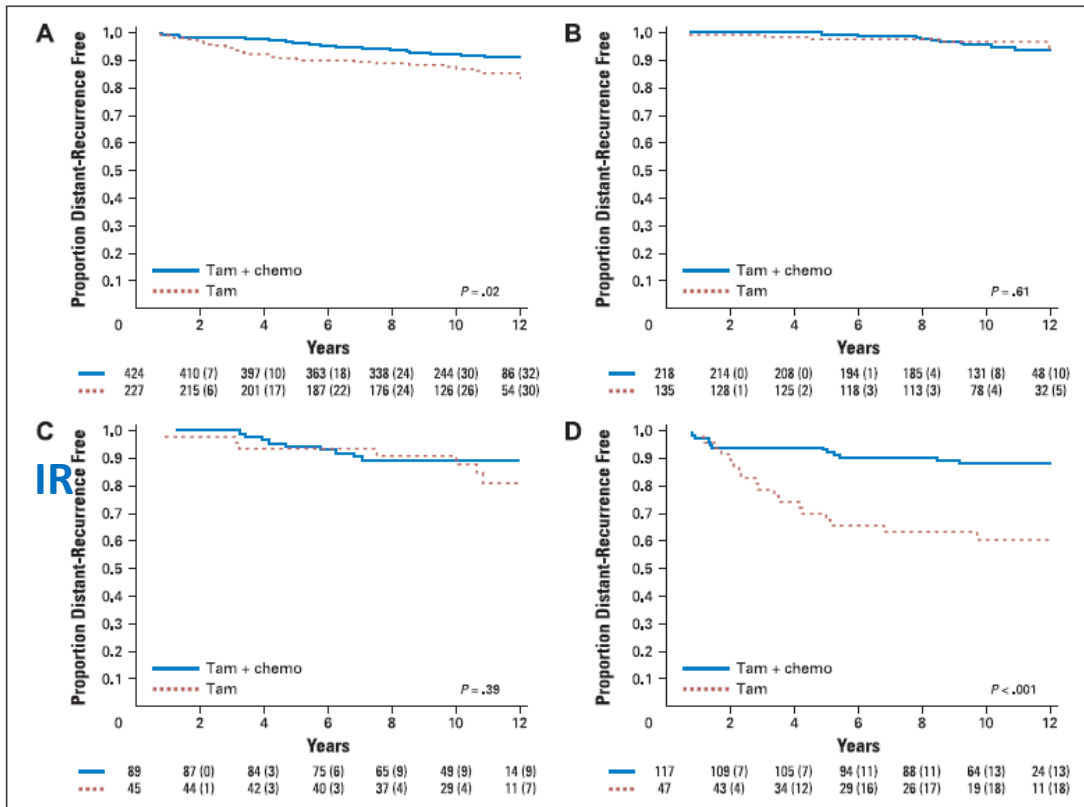 A
Proportion Distant-Recurrence Free
1.0
0.9
0.8
0.7
0.6
0.5
0.4
0.3
0.2
0.1
Tam + chemo
Tam
P = .02
0 2 4 6 8 10 12
Years
424 410 (7) 397 (10) 363 (18) 338 (24) 244 (30) 86 (32)
227 215 (6) 201 (17) 187 (22) 176 (24) 126 (26) 54 (30)
B
Proportion Distant-Recurrence Free
1.0
0.9
0.8
0.7
0.6
0.5
0.4
0.3
0.2
0.1
Tam + chemo
Tam
P = .61
0 2 4 6 8 10 12
Years
218 214 (0) 208 (0) 194 (1) 185 (4) 131 (8) 48 (10)
135 128 (1) 125 (2) 118 (3) 113 (3) 78 (4) 32 (5)
C
IR
Proportion Distant-Recurrence Free
1.0
0.9
0.8
0.7
0.6
0.5
0.4
0.3
0.2
0.1
Tam + chemo
Tam
P = .39
0 2 4 6 8 10 12
Years
89 87 (0) 84 (3) 75 (6) 65 (9) 49 (9) 14 (9)
45 44 (1) 42 (3) 40 (3) 37 (4) 29 (4) 11 (7)
D
Proportion Distant-Recurrence Free
1.0
0.9
0.8
0.7
0.6
0.5
0.4
0.3
0.2
0.1
Tam + chemo
Tam
P < .001
0 2 4 6 8 10 12
Years
117 109 (7) 105 (7) 94 (11) 88 (11) 64 (13) 24 (13)
47 43 (4) 34 (12) 29 (16) 26 (17) 19 (18) 11 (18)